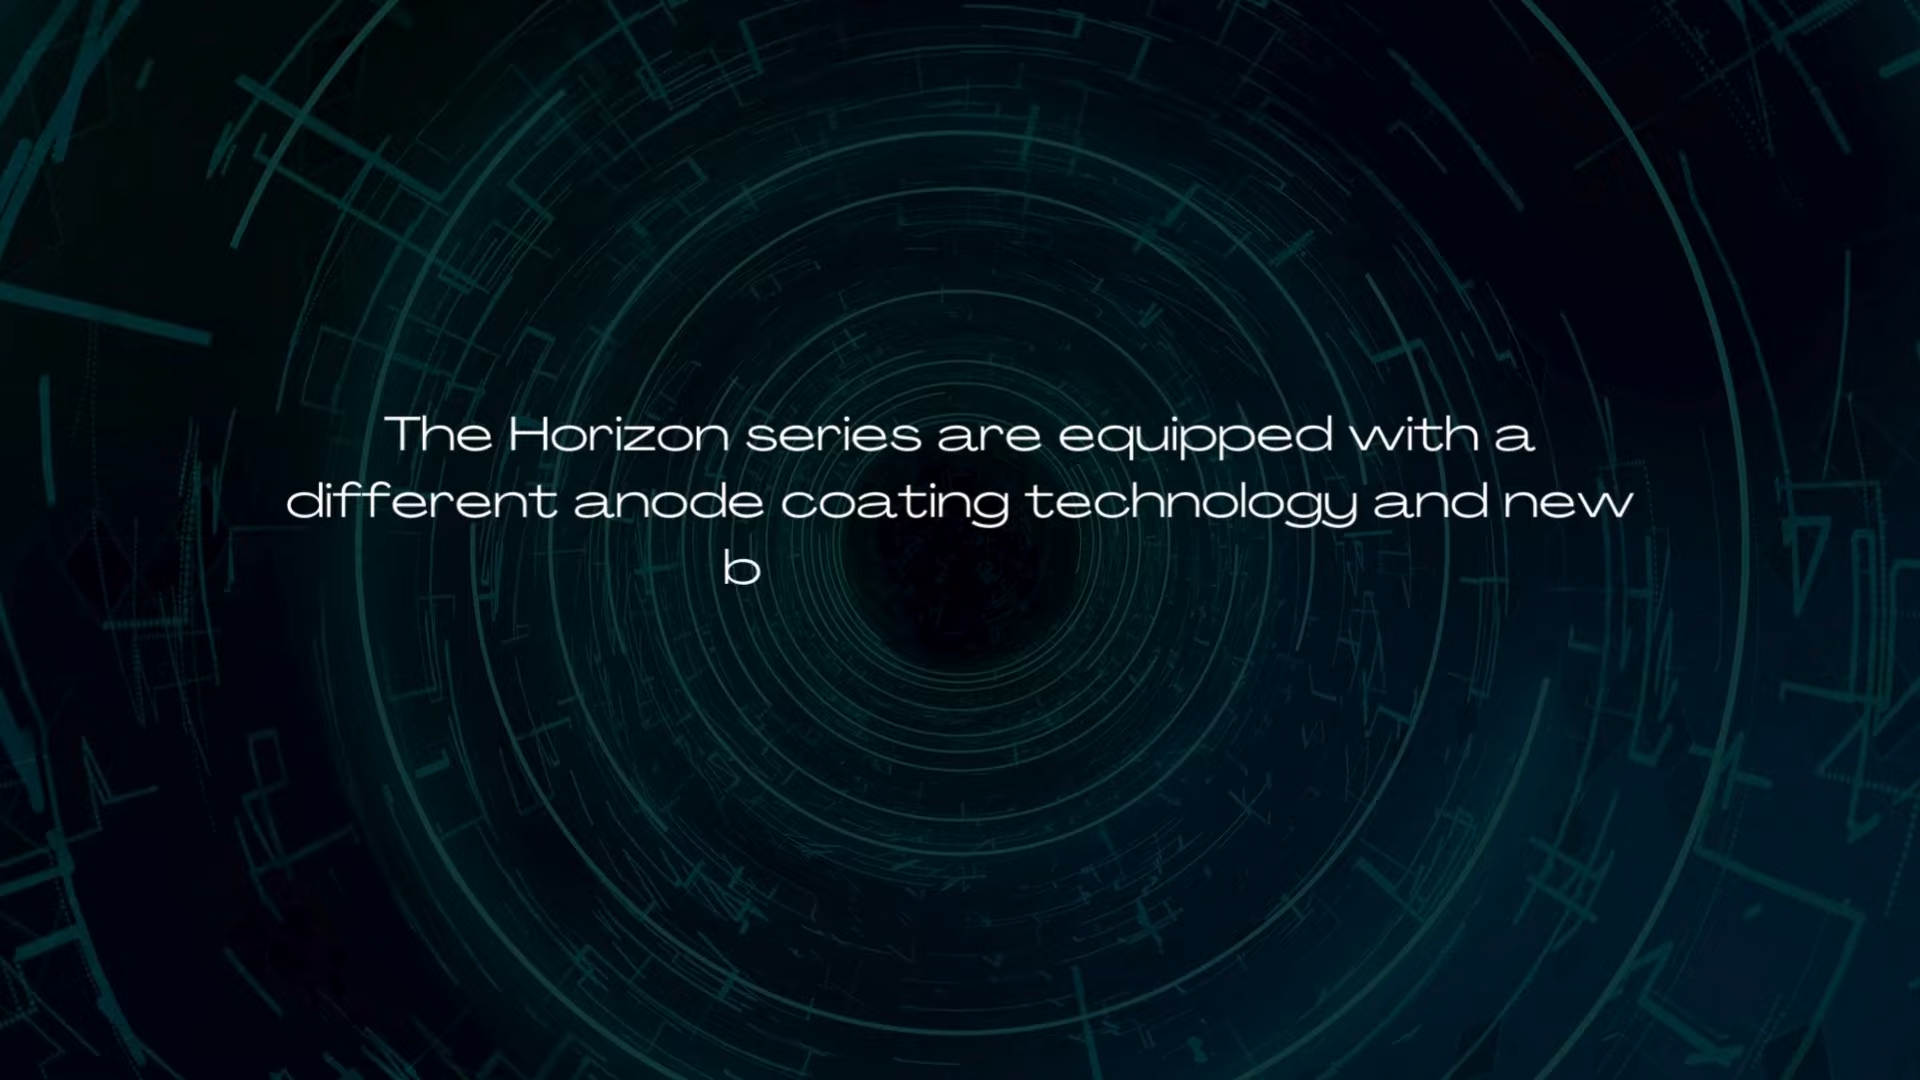 The Horizon series are equipped with a
different anode coating technology and new
b